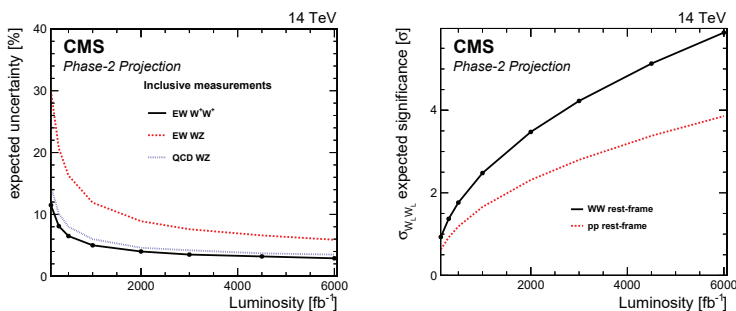 14 TeV
CMS
Phase-2 Projection
Inclusive measurements
EW W⁺W⁺
EW WZ
QCD WZ
expected uncertainty [%]
40
30
20
10
0
2000
4000
6000
Luminosity [fb⁻¹]
14 TeV
CMS
Phase-2 Projection
σ_{W_LW_L} expected significance [σ]
4
2
0
WW rest-frame
pp rest-frame
2000
4000
6000
Luminosity [fb⁻¹]